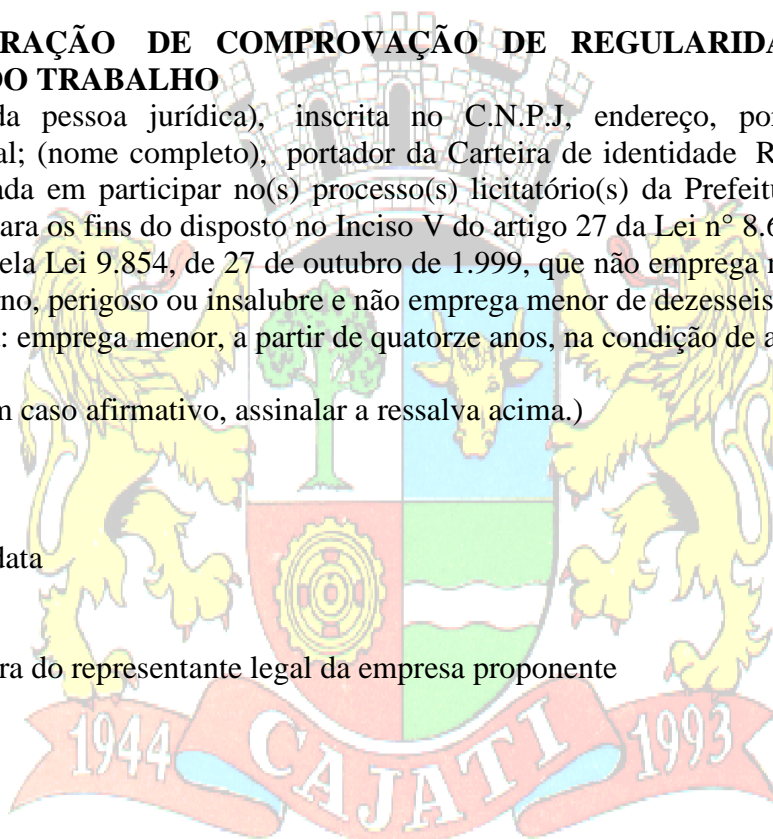 RAÇÃO DE COMPROVAÇÃO DE REGULARIDA
DO TRABALHO
da pessoa jurídica), inscrita no C.N.P.J, endereço, por
al; (nome completo), portador da Carteira de identidade R
ada em participar no(s) processo(s) licitatório(s) da Prefeitu
ara os fins do disposto no Inciso V do artigo 27 da Lei n° 8.6
ela Lei 9.854, de 27 de outubro de 1.999, que não emprega m
no, perigoso ou insalubre e não emprega menor de dezesseis
: emprega menor, a partir de quatorze anos, na condição de a
m caso afirmativo, assinalar a ressalva acima.)
data
ra do representante legal da empresa proponente
1944 CAJATI 1993